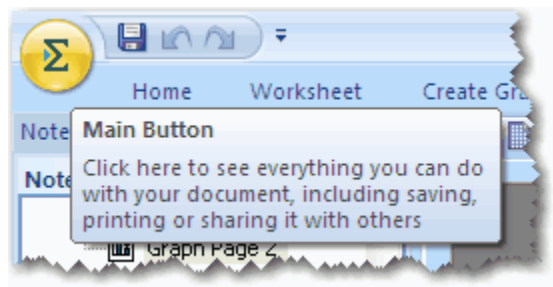 Σ
Home Worksheet Create Gr
Note
Main Button
Click here to see everything you can do
with your document, including saving,
printing or sharing it with others
Note
Graph Page 2